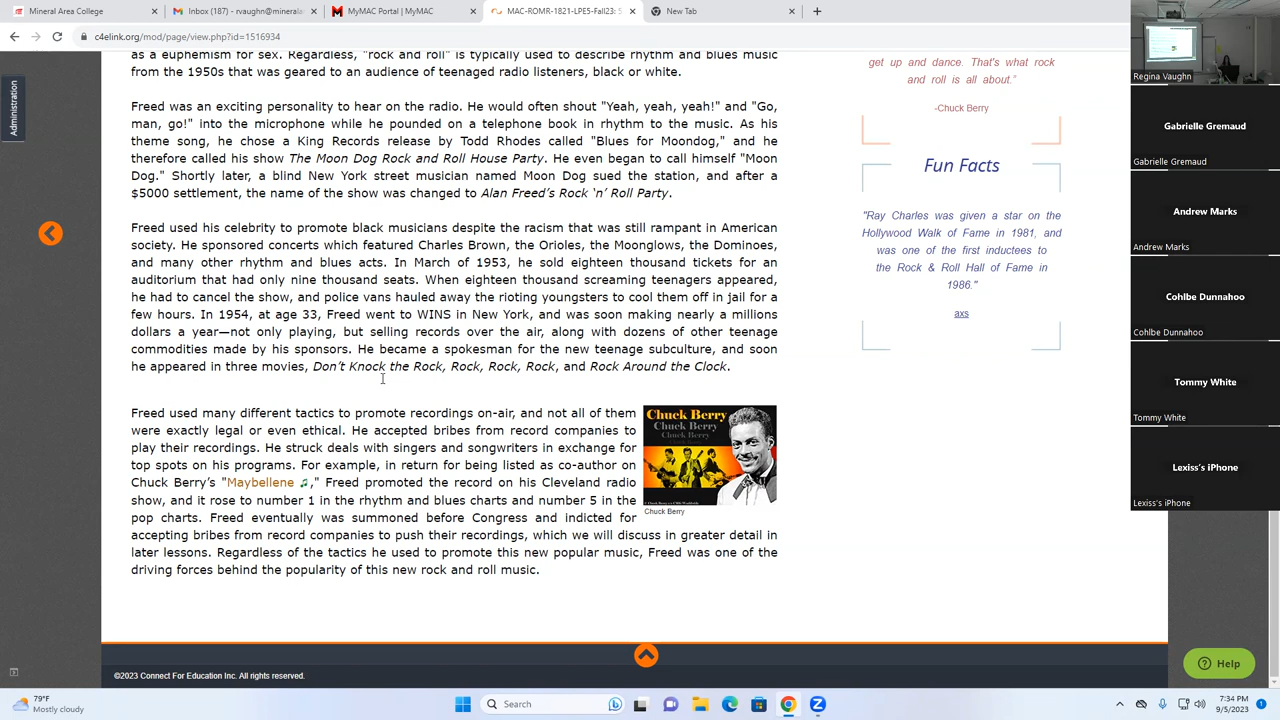 Mineral Area College
Inbox (10) - rvaughn@mineralar
MyMAC Portal | MyMAC
MAC-ROMR-1821-LPE5-Fall23: 5
New Tab
c4elink.org/mod/page/view.php?id=1516934
Administration
as a euphemism for sex. Regardless, "rock and roll" typically used to describe rhythm and blues music
from the 1950s that was geared to an audience of teenaged radio listeners, black or white.
Freed was an exciting personality to hear on the radio. He would often shout "Yeah, yeah, yeah!" and "Go,
man, go!" into the microphone while he pounded on a telephone book in rhythm to the music. As his
theme song, he chose a King Records release by Todd Rhodes called "Blues for Moondog," and he
therefore called his show The Moon Dog Rock and Roll House Party. He even began to call himself "Moon
Dog." Shortly later, a blind New York street musician named Moon Dog sued the station, and after a
$5000 settlement, the name of the show was changed to Alan Freed's Rock 'n' Roll Party.
Freed used his celebrity to promote black musicians despite the racism that was still rampant in American
society. He sponsored concerts which featured Charles Brown, the Orioles, the Moonglows, the Dominoes,
and many other rhythm and blues acts. In March of 1953, he sold eighteen thousand tickets for an
auditorium that had only nine thousand seats. When eighteen thousand screaming teenagers appeared,
he had to cancel the show, and police vans hauled away the rioting youngsters to cool them off in jail for a
few hours. In 1954, at age 33, Freed went to WINS in New York, and was soon making nearly a millions
dollars a year—not only playing, but selling records over the air, along with dozens of other teenage
commodities made by his sponsors. He became a spokesman for the new teenage subculture, and soon
he appeared in three movies, Don't Knock the Rock, Rock, Rock, Rock, and Rock Around the Clock.
Freed used many different tactics to promote recordings on-air, and not all of them
were exactly legal or even ethical. He accepted bribes from record companies to
play their recordings. He struck deals with singers and songwriters in exchange for
top spots on his programs. For example, in return for being listed as co-author on
Chuck Berry's "Maybellene ♫," Freed promoted the record on his Cleveland radio
show, and it rose to number 1 in the rhythm and blues charts and number 5 in the
pop charts. Freed eventually was summoned before Congress and indicted for
accepting bribes from record companies to push their recordings, which we will discuss in greater detail in
later lessons. Regardless of the tactics he used to promote this new popular music, Freed was one of the
driving forces behind the popularity of this new rock and roll music.
Chuck Berry
Chuck Berry
Chuck Berry
Chuck Berry
get up and dance. That's what rock
and roll is all about."
-Chuck Berry
Fun Facts
"Ray Charles was given a star on the
Hollywood Walk of Fame in 1981, and
was one of the first inductees to
the Rock & Roll Hall of Fame in
1986."
axs
Regina Vaughn
Gabrielle Gremaud
Gabrielle Gremaud
Andrew Marks
Andrew Marks
Cohlbe Dunnahoo
Cohlbe Dunnahoo
Tommy White
Tommy White
Lexiss's iPhone
Lexiss's iPhone
©2023 Connect For Education Inc. All rights reserved.
Help
79°F
Mostly cloudy
Search
7:34 PM
9/5/2023
1